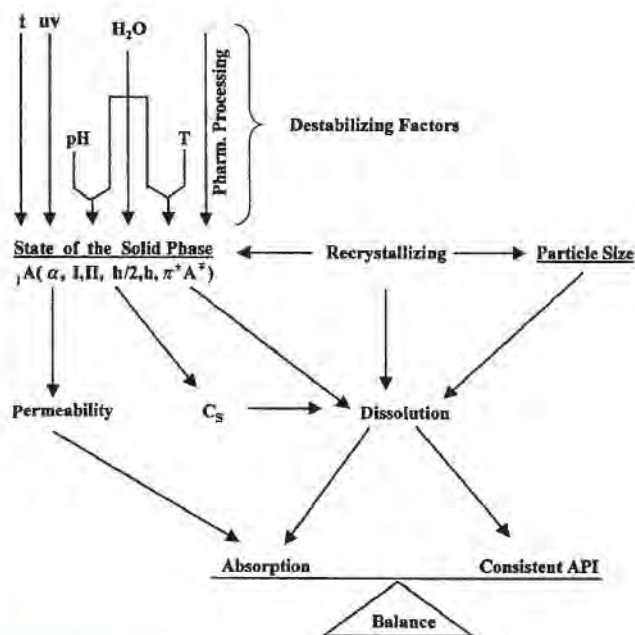 t uv
H₂O
Pharm. Processing
Destabilizing Factors
pH
T
State of the Solid Phase
Recrystallizing
Particle Size
ⱼA( α, I,II, h/2,h, π*A∓)
Permeability
Cₛ
Dissolution
Absorption
Consistent API
Balance